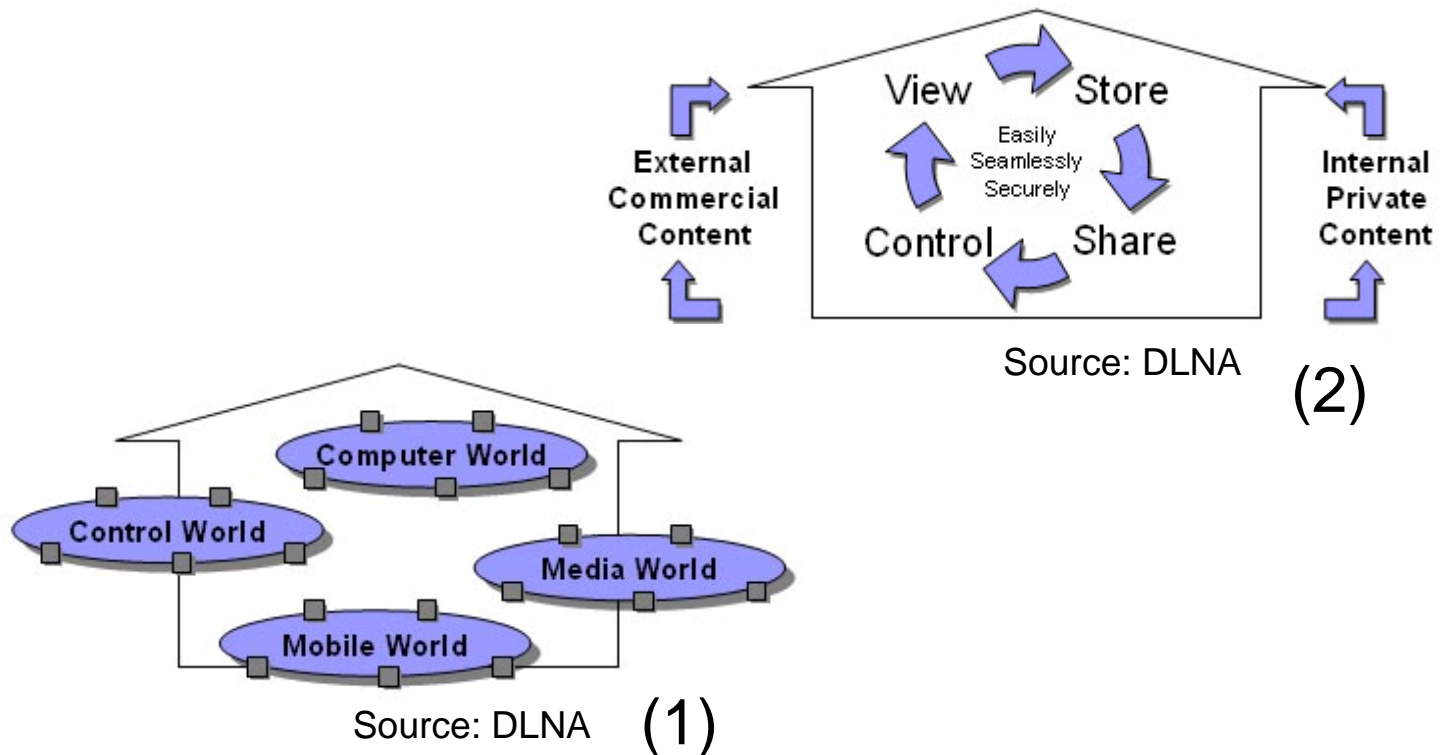 View
Store
Easily
Seamlessly
Securely
Control
Share
External
Commercial
Content
Internal
Private
Content
Source: DLNA
(2)
Computer World
Control World
Media World
Mobile World
Source: DLNA
(1)